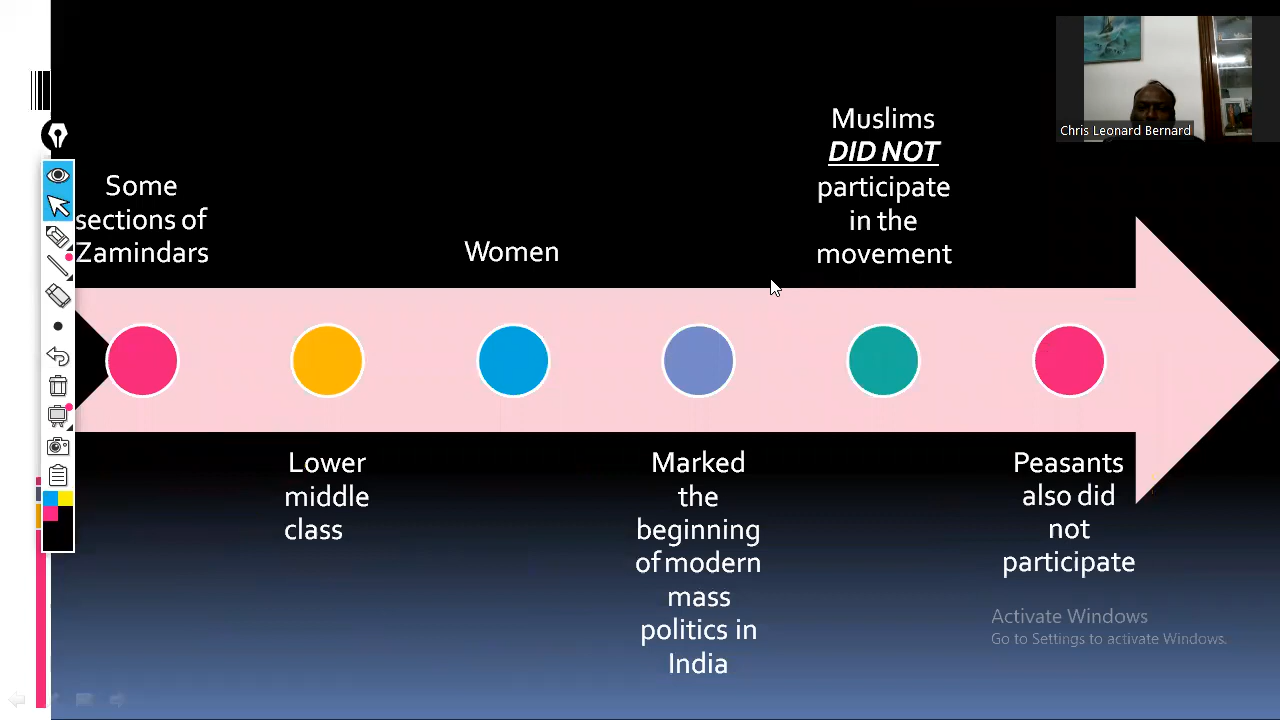 Muslims
DID NOT
participate
in the
movement
Chris Leonard Bernard
Some
sections of
Zamindars
Women
Lower
middle
class
Marked
the
beginning
of modern
mass
politics in
India
Peasants
also did
not
participate
Activate Windows
Go to Settings to activate Windows.